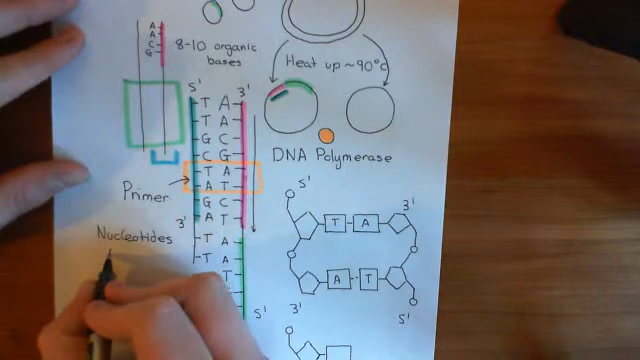 A
A
C
G
8-10 organic
bases
Heat up ~90°C
5' 3'
T A
T A
G C
C G
T A
A T
G C
A T
3'
T A
T A
T
5'
Primer
Nucleotides
DNA Polymerase
5'
T A 3'
A T
3' 5'